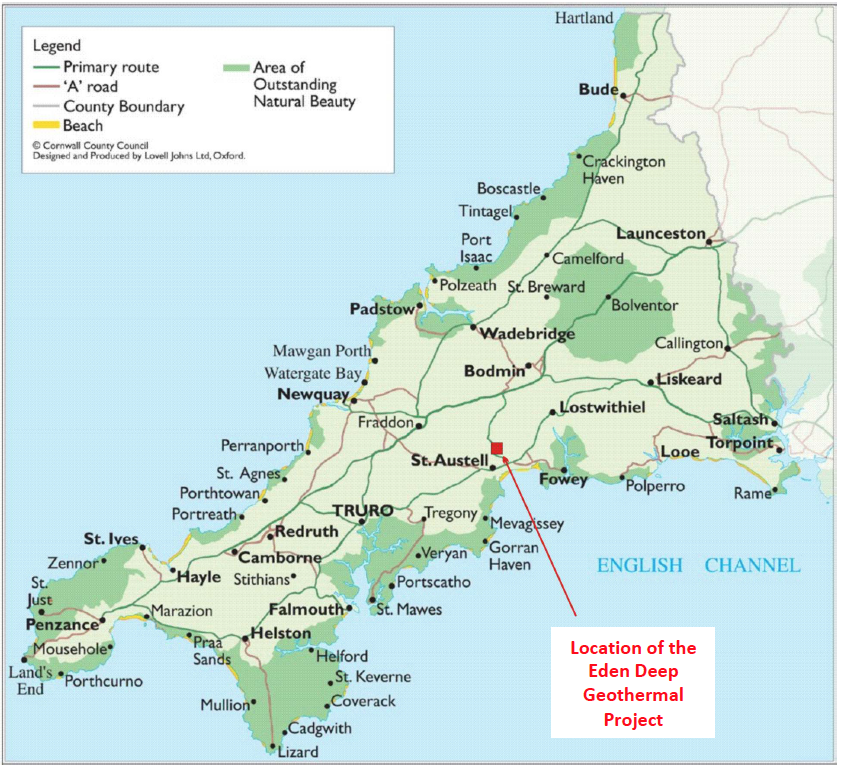 Legend
Primary route
'A' road
County Boundary
Beach
Area of
Outstanding
Natural Beauty
© Cornwall County Council
Designed and Produced by Lovell Johns Ltd, Oxford.
Hartland
Bude
Crackington
Haven
Boscastle
Tintagel
Launceston
Port
Isaac
Camelford
Polzeath
St. Breward
Bolventor
Padstow
Wadebridge
Callington
Mawgan Porth
Watergate Bay
Bodmin
Liskeard
Newquay
Lostwithiel
Fraddon
Saltash
Torpoint
Perranporth
St. Austell
Looe
St. Agnes
Fowey
Polperro
Rame
Porthtowan
Portreath
TRURO
Tregony
Mevagissey
St. Ives
Redruth
Gorran
Haven
Zennor
Camborne
Veryan
ENGLISH CHANNEL
Hayle
Stithians
St.
Just
Portscatho
Marazion
Falmouth
St. Mawes
Penzance
Helston
Mousehole
Praa
Sands
Helford
Land's
End
Porthcurno
St. Keverne
Mullion
Coverack
Cadgwith
Lizard
Location of the
Eden Deep
Geothermal
Project